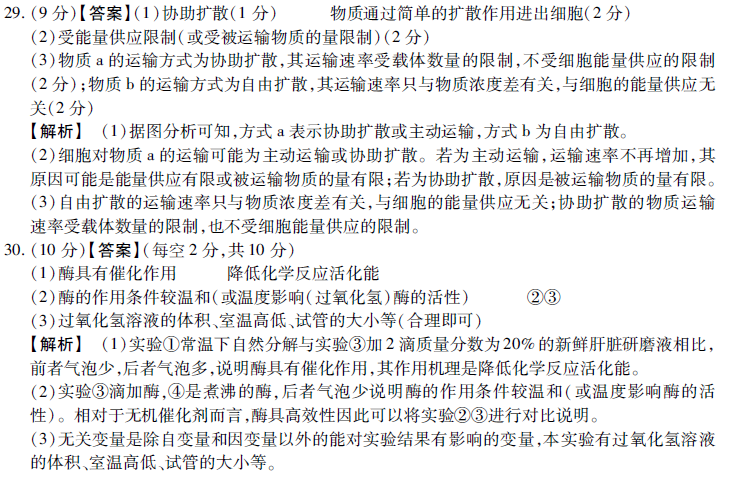 29. (9 分)【答案】(1)协助扩散(1 分) 物质通过简单的扩散作用进出细胞(2 分)
(2)受能量供应限制(或受被运输物质的量限制)(2 分)
(3)物质 a 的运输方式为协助扩散,其运输速率受载体数量的限制,不受细胞能量供应的限制
(2 分);物质 b 的运输方式为自由扩散,其运输速率只与物质浓度差有关,与细胞的能量供应无
关(2 分)
【解析】 (1)据图分析可知,方式 a 表示协助扩散或主动运输,方式 b 为自由扩散。
(2)细胞对物质 a 的运输可能为主动运输或协助扩散。若为主动运输,运输速率不再增加,其
原因可能是能量供应有限或被运输物质的量有限;若为协助扩散,原因是被运输物质的量有限。
(3)自由扩散的运输速率只与物质浓度差有关,与细胞的能量供应无关;协助扩散的物质运输
速率受载体数量的限制,也不受细胞能量供应的限制。
30. (10 分)【答案】(每空 2 分,共 10 分)
(1)酶具有催化作用 降低化学反应活化能
(2)酶的作用条件较温和(或温度影响(过氧化氢)酶的活性) ②③
(3)过氧化氢溶液的体积、室温高低、试管的大小等(合理即可)
【解析】 (1)实验①常温下自然分解与实验③加 2 滴质量分数为 20% 的新鲜肝脏研磨液相比,
前者气泡少,后者气泡多,说明酶具有催化作用,其作用机理是降低化学反应活化能。
(2)实验③滴加酶,④是煮沸的酶,后者气泡少说明酶的作用条件较温和(或温度影响酶的活
性)。相对于无机催化剂而言,酶具高效性因此可以将实验②③进行对比说明。
(3)无关变量是除自变量和因变量以外的能对实验结果有影响的变量,本实验有过氧化氢溶液
的体积、室温高低、试管的大小等。